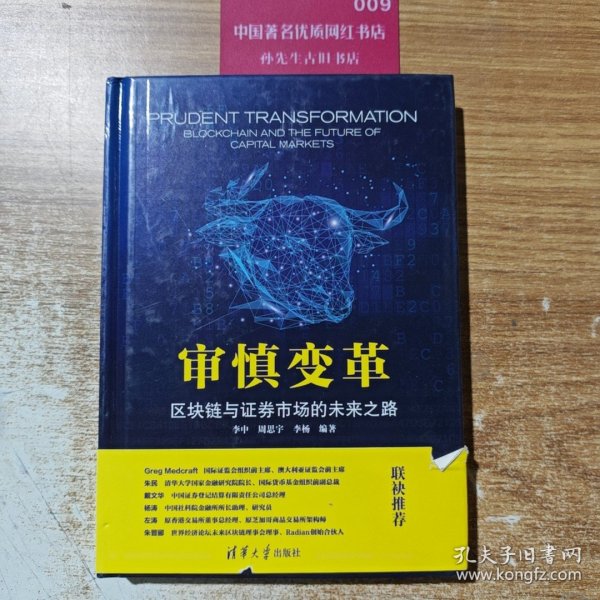 009
中国著名优质网红书店
孙先生古旧书店
PRUDENT TRANSFORMATION
BLOCKCHAIN AND THE FUTURE OF
CAPITAL MARKETS
审慎变革
区块链与证券市场的未来之路
李中 周思宇 李杨 编著
联袂推荐
Greg Medcraft 国际证监会组织前主席、澳大利亚证监会前主席
朱民 清华大学国家金融研究院院长、国际货币基金组织前副总裁
戴文华 中国证券登记结算有限责任公司总经理
杨涛 中国社科院金融所所长助理、研究员
左涛 原香港交易所董事总经理、原芝加哥商品交易所架构师
世界经济论坛未来区块链理事会理事、Radian创始合伙人
清华大学出版社
孔夫子旧书网
www.kongfz.com